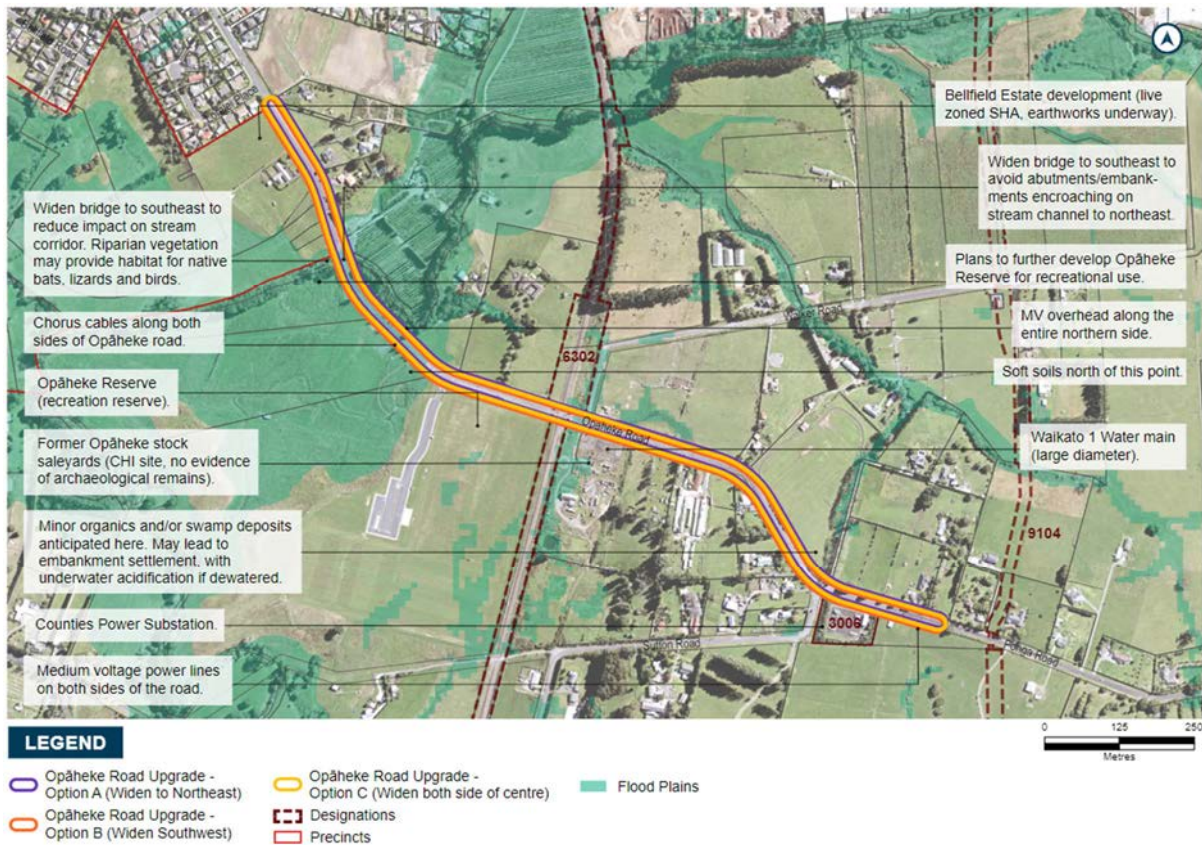 Bellfield Estate development (live
zoned SHA, earthworks underway).
Widen bridge to southeast to
avoid abutments/embank-
ments encroaching on
stream channel to northeast.
Widen bridge to southeast to
reduce impact on stream
corridor. Riparian vegetation
may provide habitat for native
bats, lizards and birds.
Plans to further develop Opāheke
Reserve for recreational use.
Chorus cables along both
sides of Opāheke road.
MV overhead along the
entire northern side.
Walker Road
6302
Soft soils north of this point.
Opāheke Reserve
(recreation reserve).
Opāheke Road
Former Opāheke stock
saleyards (CHI site, no evidence
of archaeological remains).
Waikato 1 Water main
(large diameter).
Minor organics and/or swamp deposits
anticipated here. May lead to
embankment settlement, with
underwater acidification if dewatered.
9104
Counties Power Substation.
3006
Sutton Road
Ponga Road
Medium voltage power lines
on both sides of the road.
LEGEND
0 125 250
Metres
Opāheke Road Upgrade -
Option A (Widen to Northeast)
Opāheke Road Upgrade -
Option B (Widen Southwest)
Opāheke Road Upgrade -
Option C (Widen both side of centre)
Designations
Precincts
Flood Plains